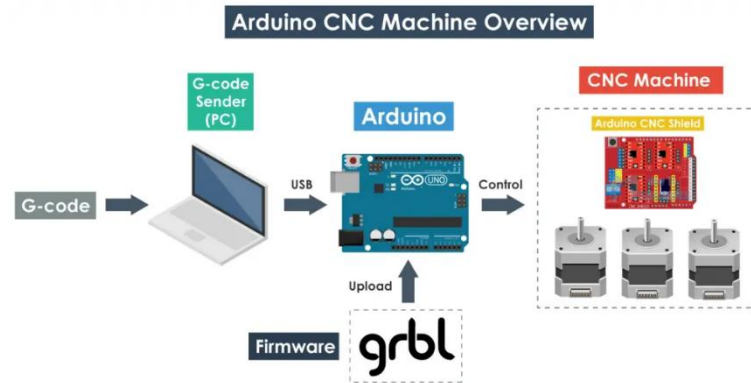 Arduino CNC Machine Overview
G-code
Sender
(PC)
Arduino
CNC Machine
Arduino CNC Shield
UNO
G-code
USB
Control
Upload
Firmware
grbl